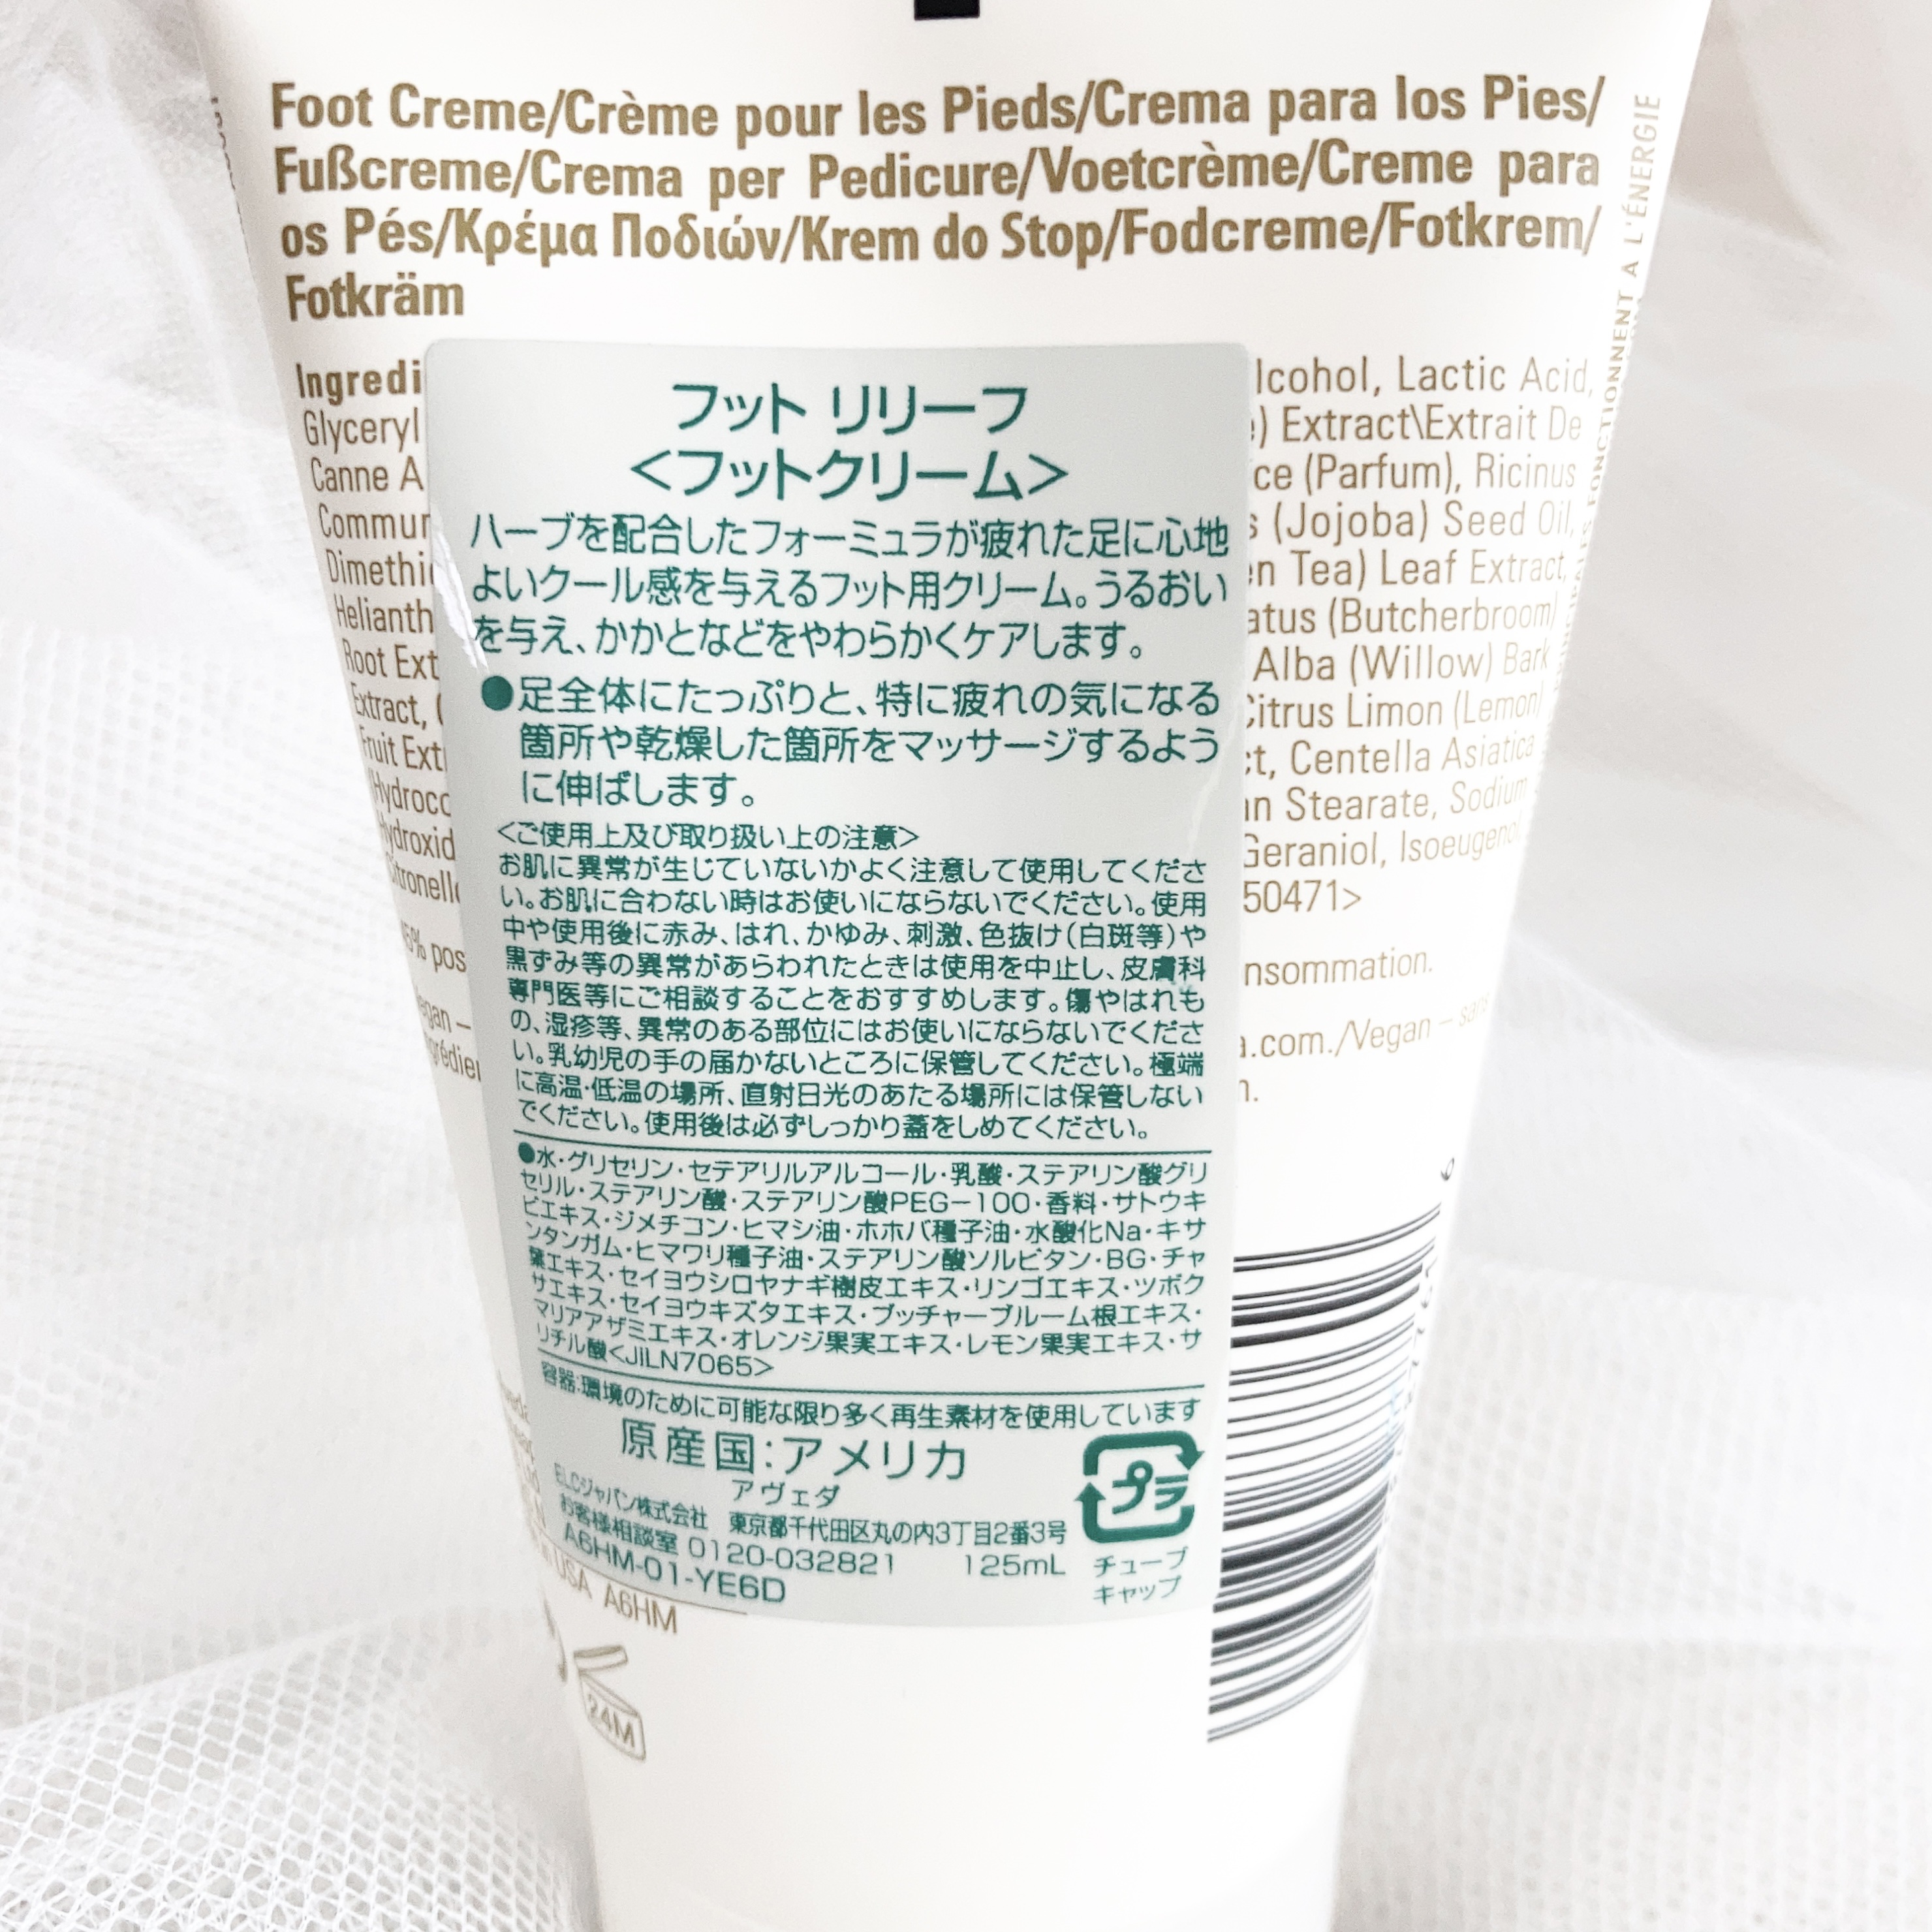 Foot Creme/Crème pour les Pieds/Crema para los Pies/
Fußcreme/Crema per Pedicure/Voetcrème/Creme para
os Pés/Κρέμα Ποδιών/Krem do Stop/Fodcreme/Fotkrem/
Fotkräm
FONCTIONNENT A L'ÉNERGIE
Ingredi
Glyceryl
Canne A
Commun
Dimethi
Helianth
Root Ext
Extract, (
Fruit Extr
/Hydroco
Hydroxid
Citronello
フット リリーフ
＜フットクリーム＞
ハーブを配合したフォーミュラが疲れた足に心地
よいクール感を与えるフット用クリーム。うるおい
を与え、かかとなどをやわらかくケアします。
●足全体にたっぷりと、特に疲れの気になる
箇所や乾燥した箇所をマッサージするよう
に伸ばします。
＜ご使用上及び取り扱い上の注意＞
お肌に異常が生じていないかよく注意して使用してくださ
い。お肌に合わない時はお使いにならないでください。使用
中や使用後に赤み、はれ、かゆみ、刺激、色抜け(白斑等)や
黒ずみ等の異常があらわれたときは使用を中止し、皮膚科
専門医等にご相談することをおすすめします。傷やはれも
の、湿疹等、異常のある部位にはお使いにならないでくださ
い。乳幼児の手の届かないところに保管してください。極端
に高温・低温の場所、直射日光のあたる場所には保管しない
でください。使用後は必ずしっかり蓋をしめてください。
●水・グリセリン・セテアリルアルコール・乳酸・ステアリン酸グリ
セリル・ステアリン酸・ステアリン酸PEG－100・香料・サトウキ
ビエキス・ジメチコン・ヒマシ油・ホホバ種子油・水酸化Na・キサ
ンタンガム・ヒマワリ種子油・ステアリン酸ソルビタン・BG・チャ
葉エキス・セイヨウシロヤナギ樹皮エキス・リンゴエキス・ツボク
サエキス・セイヨウキズタエキス・ブッチャーブルーム根エキス・
マリアアザミエキス・オレンジ果実エキス・レモン果実エキス・サ
リチル酸＜JILN7065＞
容器:環境のために可能な限り多く再生素材を使用しています
原産国:アメリカ
アヴェダ
ELCジャパン株式会社 東京都千代田区丸の内3丁目2番3号
お客様相談室 0120-032821 125mL
A6HM-01-YE6D
プラ
チューブ
キャップ
lcohol, Lactic Acid,
) Extract\Extrait De
ce (Parfum), Ricinus
s (Jojoba) Seed Oil,
en Tea) Leaf Extract,
atus (Butcherbroom)
Alba (Willow) Bark
Citrus Limon (Lemon)
ct, Centella Asiatica
an Stearate, Sodium
Geraniol, Isoeugenol,
50471>
nsommation.
a.com./Vegan – sans
n.
5% pos
egan –
grédien
USA A6HM
24M